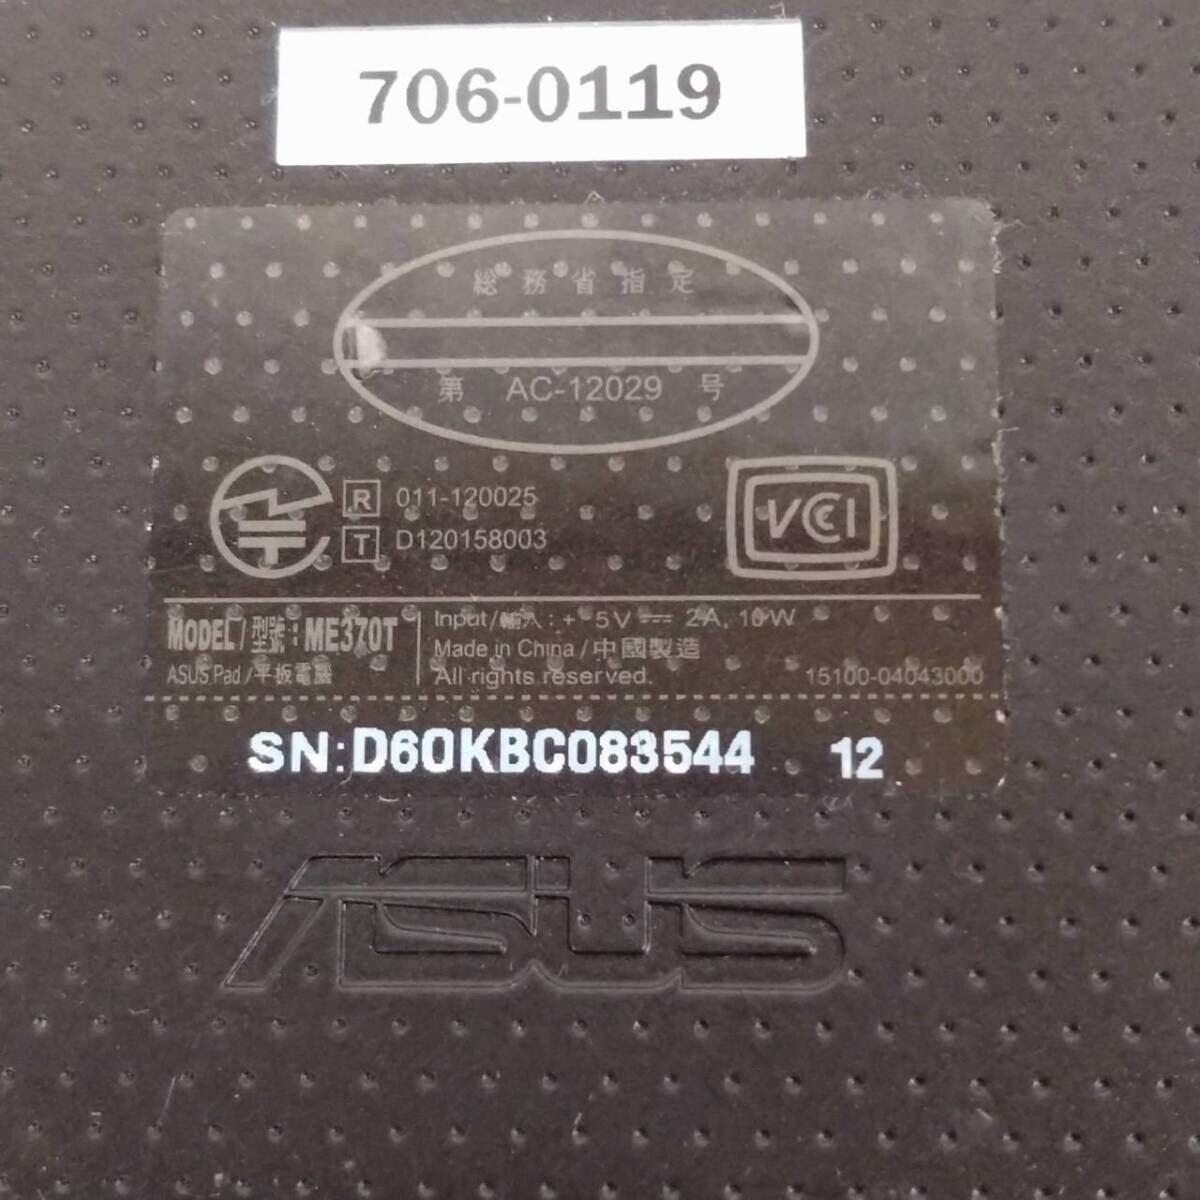 706-0119
総務省指定
第 AC-12029 号
R 011-120025
T D120158003
VCCI
MODEL/型號:ME370T
ASUS Pad/平板電腦
Input/輸入:+ 5V⎓ 2A, 10W
Made in China/中國製造
All rights reserved.
15100-04043000
SN:D60KBC083544 12
ASUS